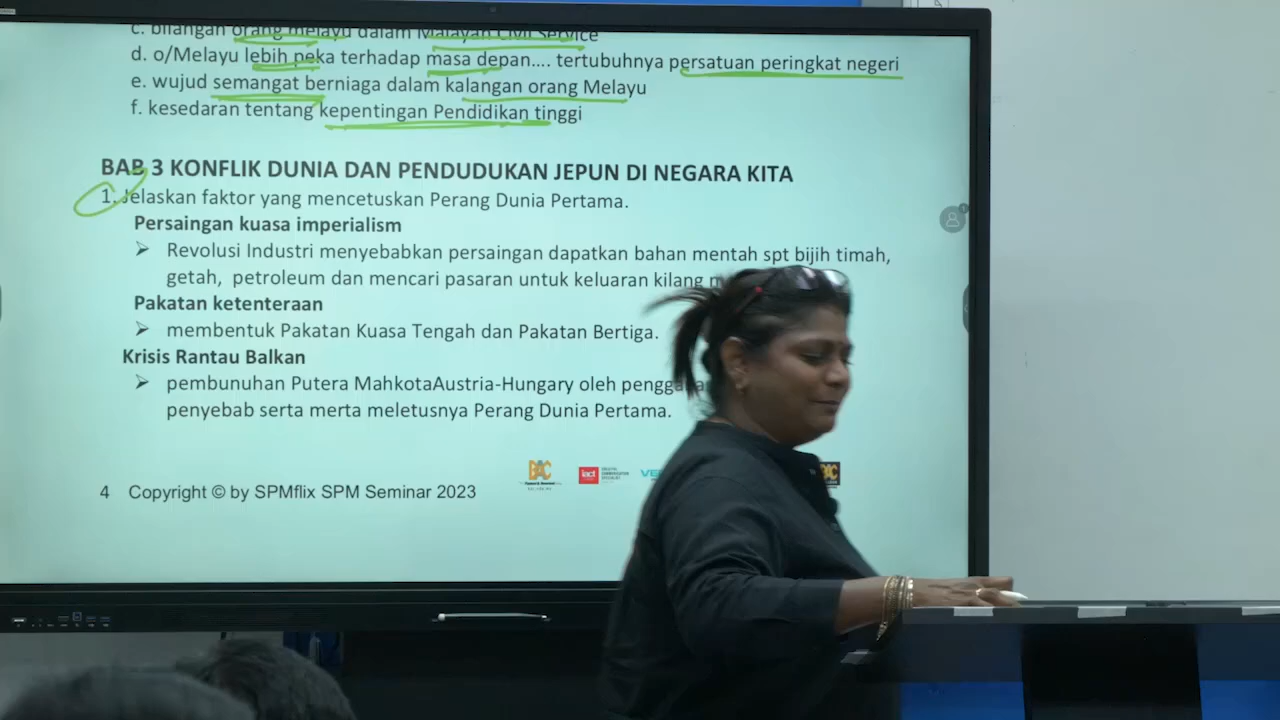 c. bilangan orang melayu dalam Malayan Civil Service
d. o/Melayu lebih peka terhadap masa depan.... tertubuhnya persatuan peringkat negeri
e. wujud semangat berniaga dalam kalangan orang Melayu
f. kesedaran tentang kepentingan Pendidikan tinggi
BAB 3 KONFLIK DUNIA DAN PENDUDUKAN JEPUN DI NEGARA KITA
1. Jelaskan faktor yang mencetuskan Perang Dunia Pertama.
Persaingan kuasa imperialism
Revolusi Industri menyebabkan persaingan dapatkan bahan mentah spt bijih timah,
getah, petroleum dan mencari pasaran untuk keluaran kilang
Pakatan ketenteraan
membentuk Pakatan Kuasa Tengah dan Pakatan Bertiga.
Krisis Rantau Balkan
pembunuhan Putera MahkotaAustria-Hungary oleh
penyebab serta merta meletusnya Perang Dunia Pertama.
BAC
iact
4 Copyright © by SPMflix SPM Seminar 2023